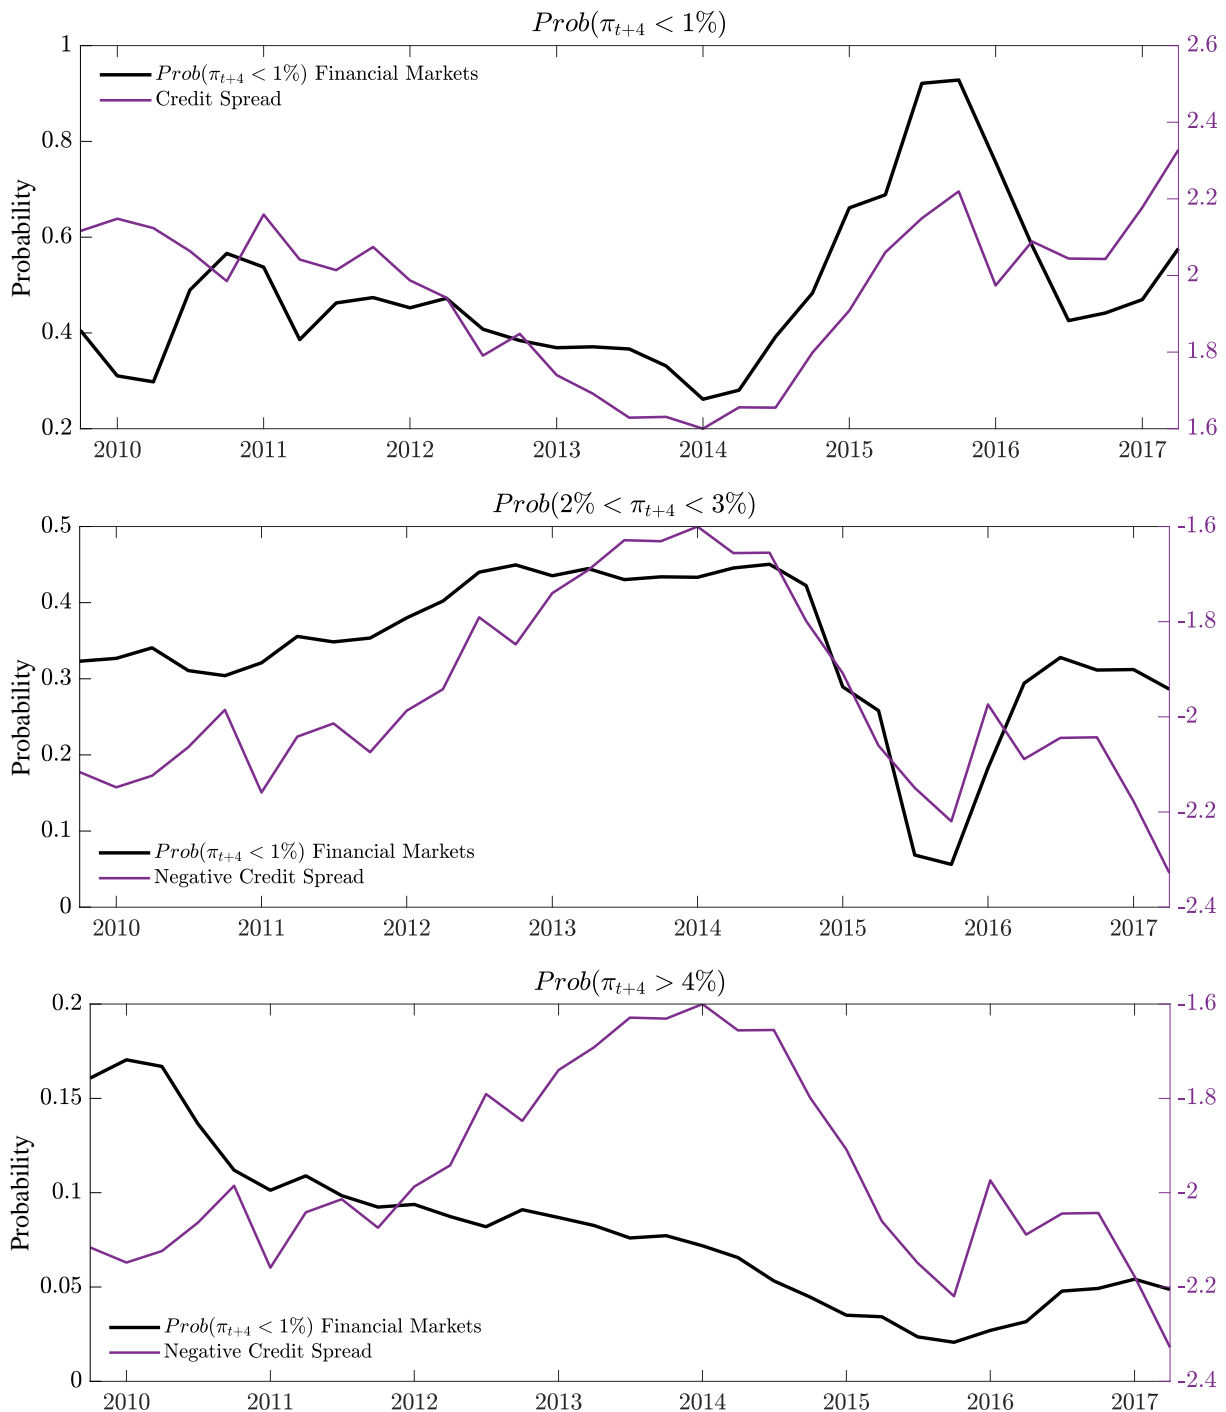 Prob(π_{t+4} < 1%)
1
0.8
0.6
0.4
0.2
Probability
Prob(π_{t+4} < 1%) Financial Markets
Credit Spread
2.6
2.4
2.2
2
1.8
1.6
2010 2011 2012 2013 2014 2015 2016 2017
Prob(2% < π_{t+4} < 3%)
0.5
0.4
0.3
0.2
0.1
0
Probability
Prob(π_{t+4} < 1%) Financial Markets
Negative Credit Spread
-1.6
-1.8
-2
-2.2
-2.4
2010 2011 2012 2013 2014 2015 2016 2017
Prob(π_{t+4} > 4%)
0.2
0.15
0.1
0.05
0
Probability
Prob(π_{t+4} < 1%) Financial Markets
Negative Credit Spread
-1.6
-1.8
-2
-2.2
-2.4
2010 2011 2012 2013 2014 2015 2016 2017